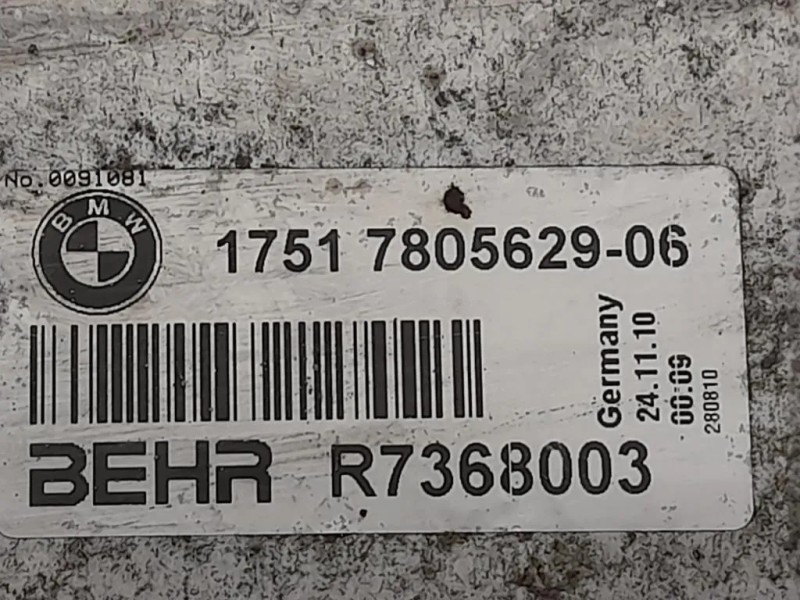 No.0091081
BMW
1751 7805629-06
Germany
24.11.10
00:09
280810
BEHR R7368003